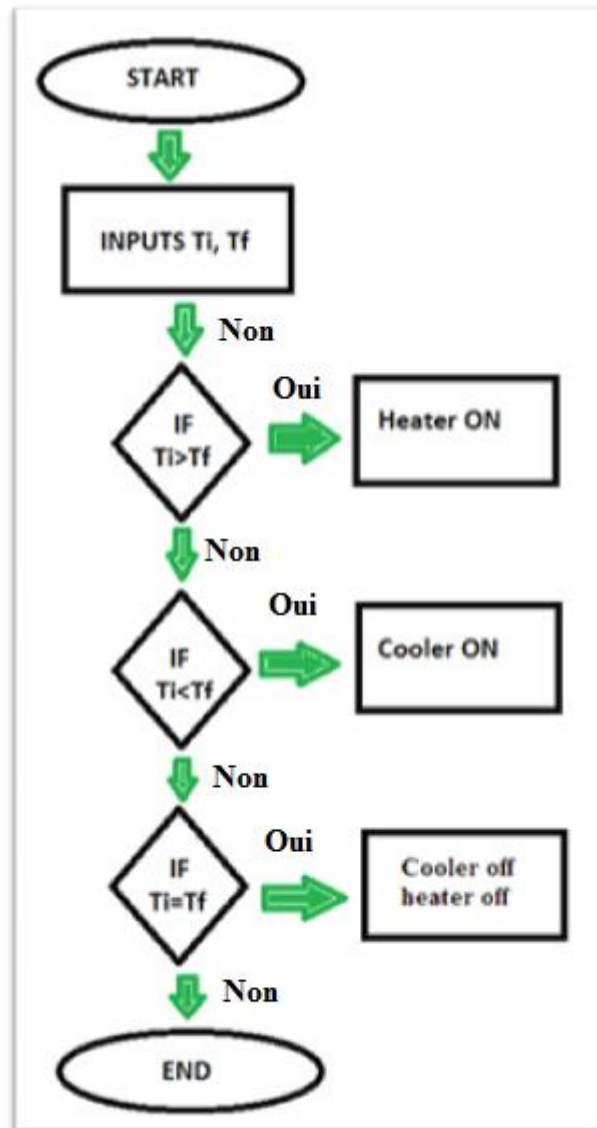 START
INPUTS Ti, Tf
Non
IF
Ti>Tf
Oui
Heater ON
Non
IF
Ti<Tf
Oui
Cooler ON
Non
IF
Ti=Tf
Oui
Cooler off
heater off
Non
END